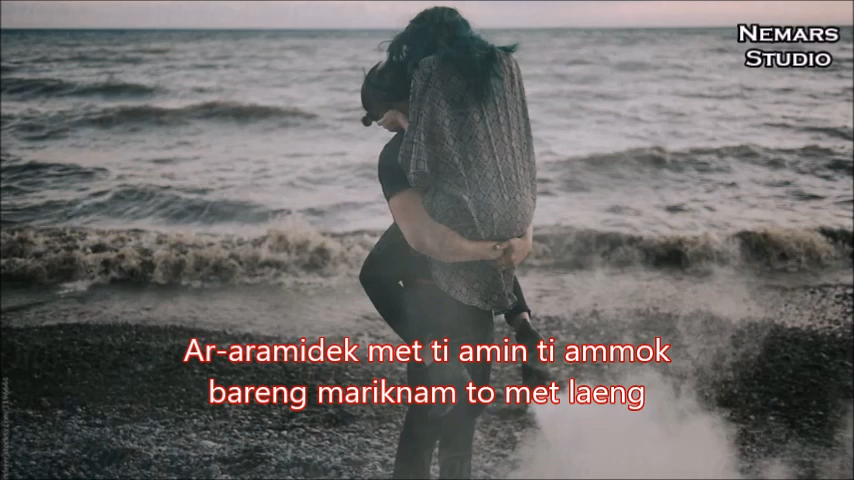 NEMARS
STUDIO
Ar-aramidek met ti amin ti ammok
bareng mariknam to met laeng